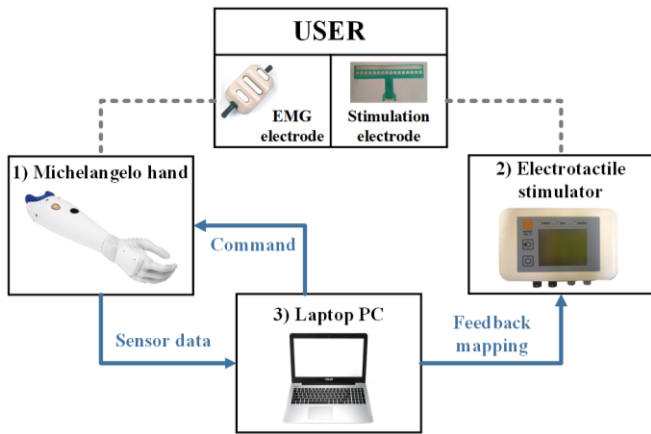 USER
EMG
electrode
Stimulation
electrode
1) Michelangelo hand
2) Electrotactile
stimulator
Command
3) Laptop PC
Sensor data
Feedback
mapping